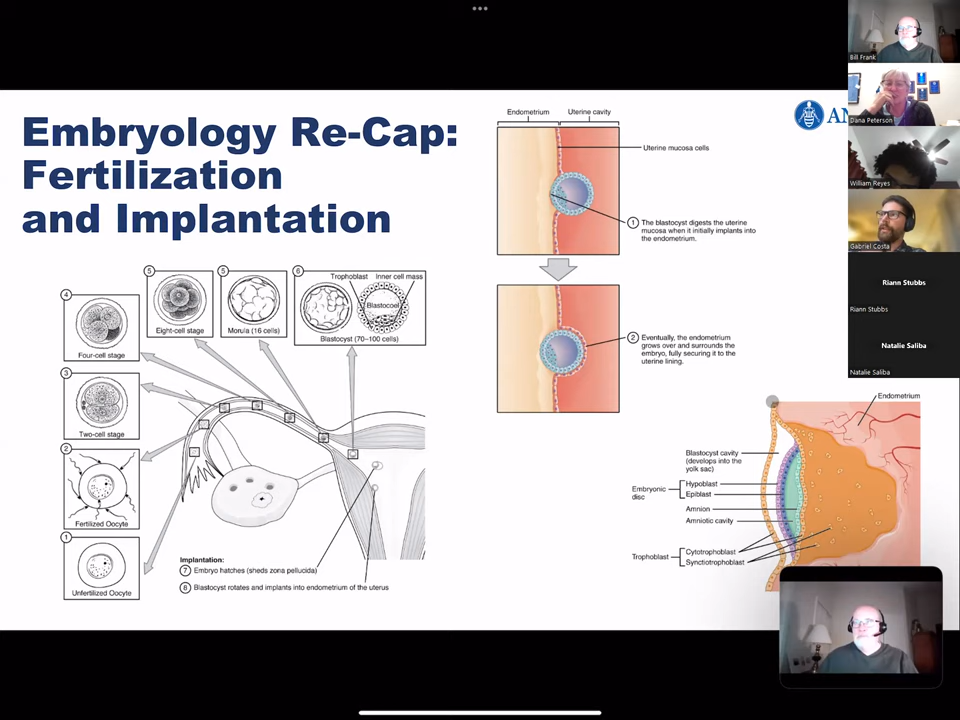 Embryology Re-Cap:
Fertilization
and Implantation
4
Four-cell stage
5
Eight-cell stage
5
Morula (16 cells)
6
Trophoblast Inner cell mass
Blastocoel
Blastocyst (70–100 cells)
3
Two-cell stage
2
Fertilized Oocyte
1
Unfertilized Oocyte
Implantation:
7 Embryo hatches (sheds zona pellucida)
8 Blastocyst rotates and implants into endometrium of the uterus
Endometrium Uterine cavity
Uterine mucosa cells
1 The blastocyst digests the uterine
mucosa when it initially implants into
the endometrium.
2 Eventually, the endometrium
grows over and surrounds the
embryo, fully securing it to the
uterine lining.
Endometrium
Blastocyst cavity
(develops into the
yolk sac)
Embryonic
disc
Hypoblast
Epiblast
Amnion
Amniotic cavity
Trophoblast
Cytotrophoblast
Synctiotrophoblast
Bill Frank
Dana Peterson
William Reyes
Gabriel Costa
Riann Stubbs
Riann Stubbs
Natalie Saliba
Natalie Saliba